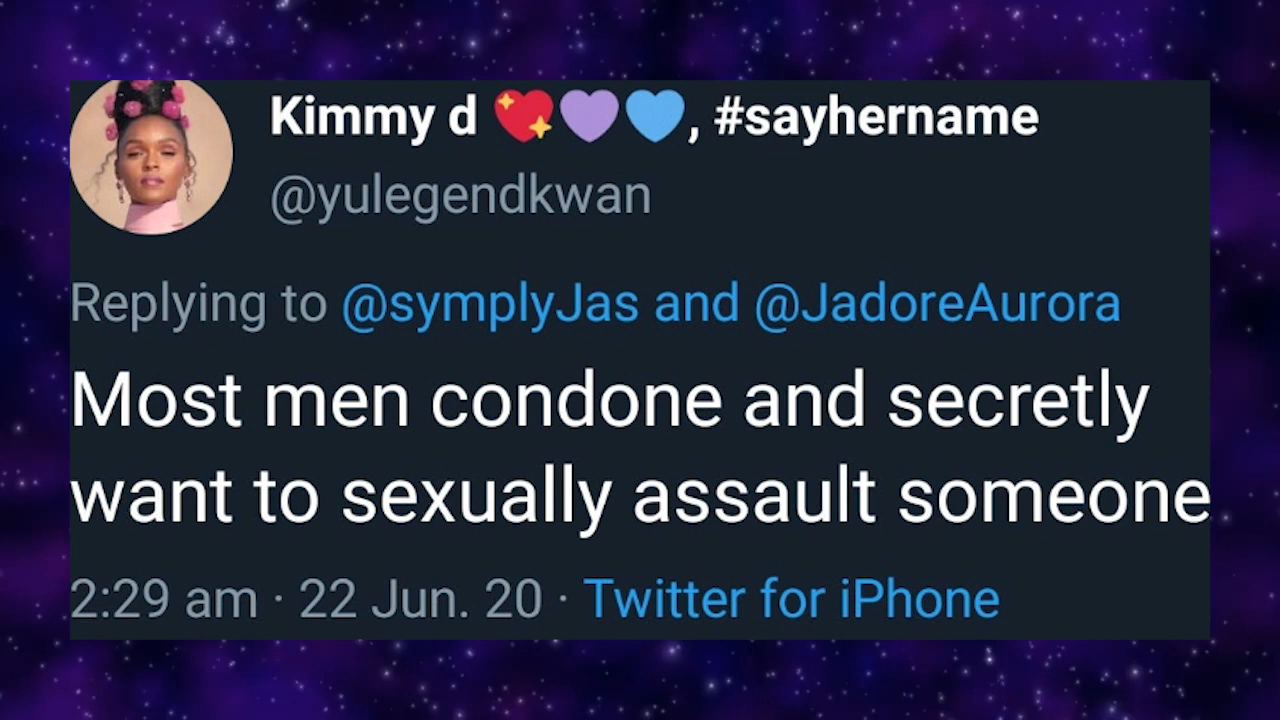 Kimmy d 💖💜💙, #sayhername
@yulegendkwan
Replying to @symplyJas and @JadoreAurora
Most men condone and secretly
want to sexually assault someone
2:29 am · 22 Jun. 20 · Twitter for iPhone